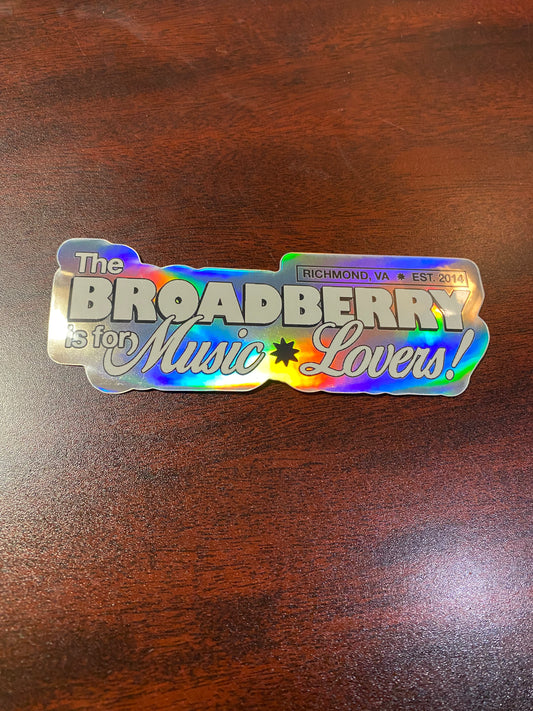 The
RICHMOND, VA ✷ EST. 2014
BROADBERRY
is for Music ✷ Lovers!